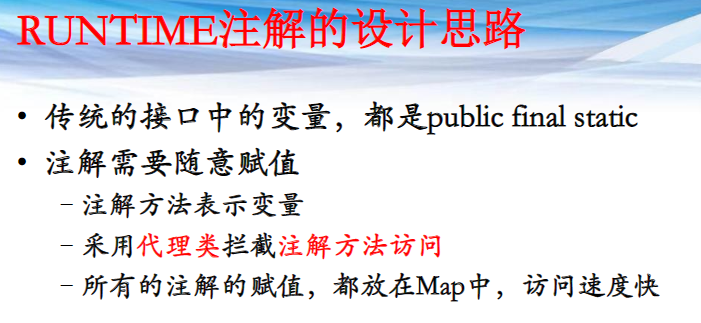 RUNTIME注解的设计思路
• 传统的接口中的变量，都是public final static
• 注解需要随意赋值
– 注解方法表示变量
– 采用代理类拦截注解方法访问
– 所有的注解的赋值，都放在Map中，访问速度快